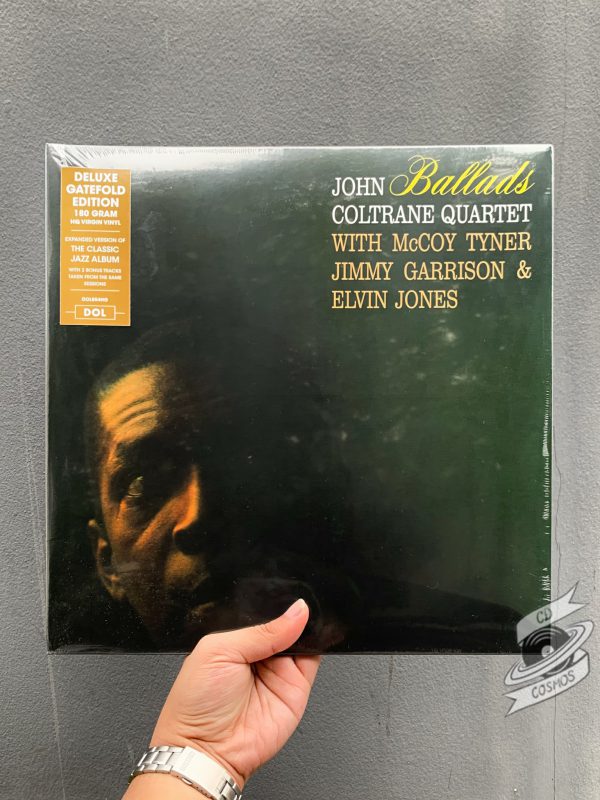 DELUXE
GATEFOLD
EDITION
180 GRAM
HQ VIRGIN VINYL
EXPANDED VERSION OF
THE CLASSIC
JAZZ ALBUM
WITH 2 BONUS TRACKS
TAKEN FROM THE SAME
SESSIONS
DOL
JOHN Ballads
COLTRANE QUARTET
WITH McCOY TYNER
JIMMY GARRISON &
ELVIN JONES
CD
COSMOS